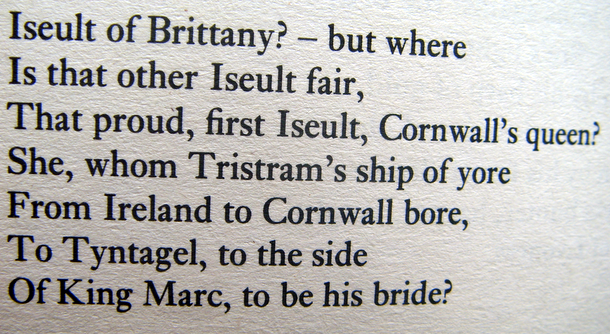 Iseult of Brittany? – but where
Is that other Iseult fair,
That proud, first Iseult, Cornwall's queen?
She, whom Tristram's ship of yore
From Ireland to Cornwall bore,
To Tyntagel, to the side
Of King Marc, to be his bride?